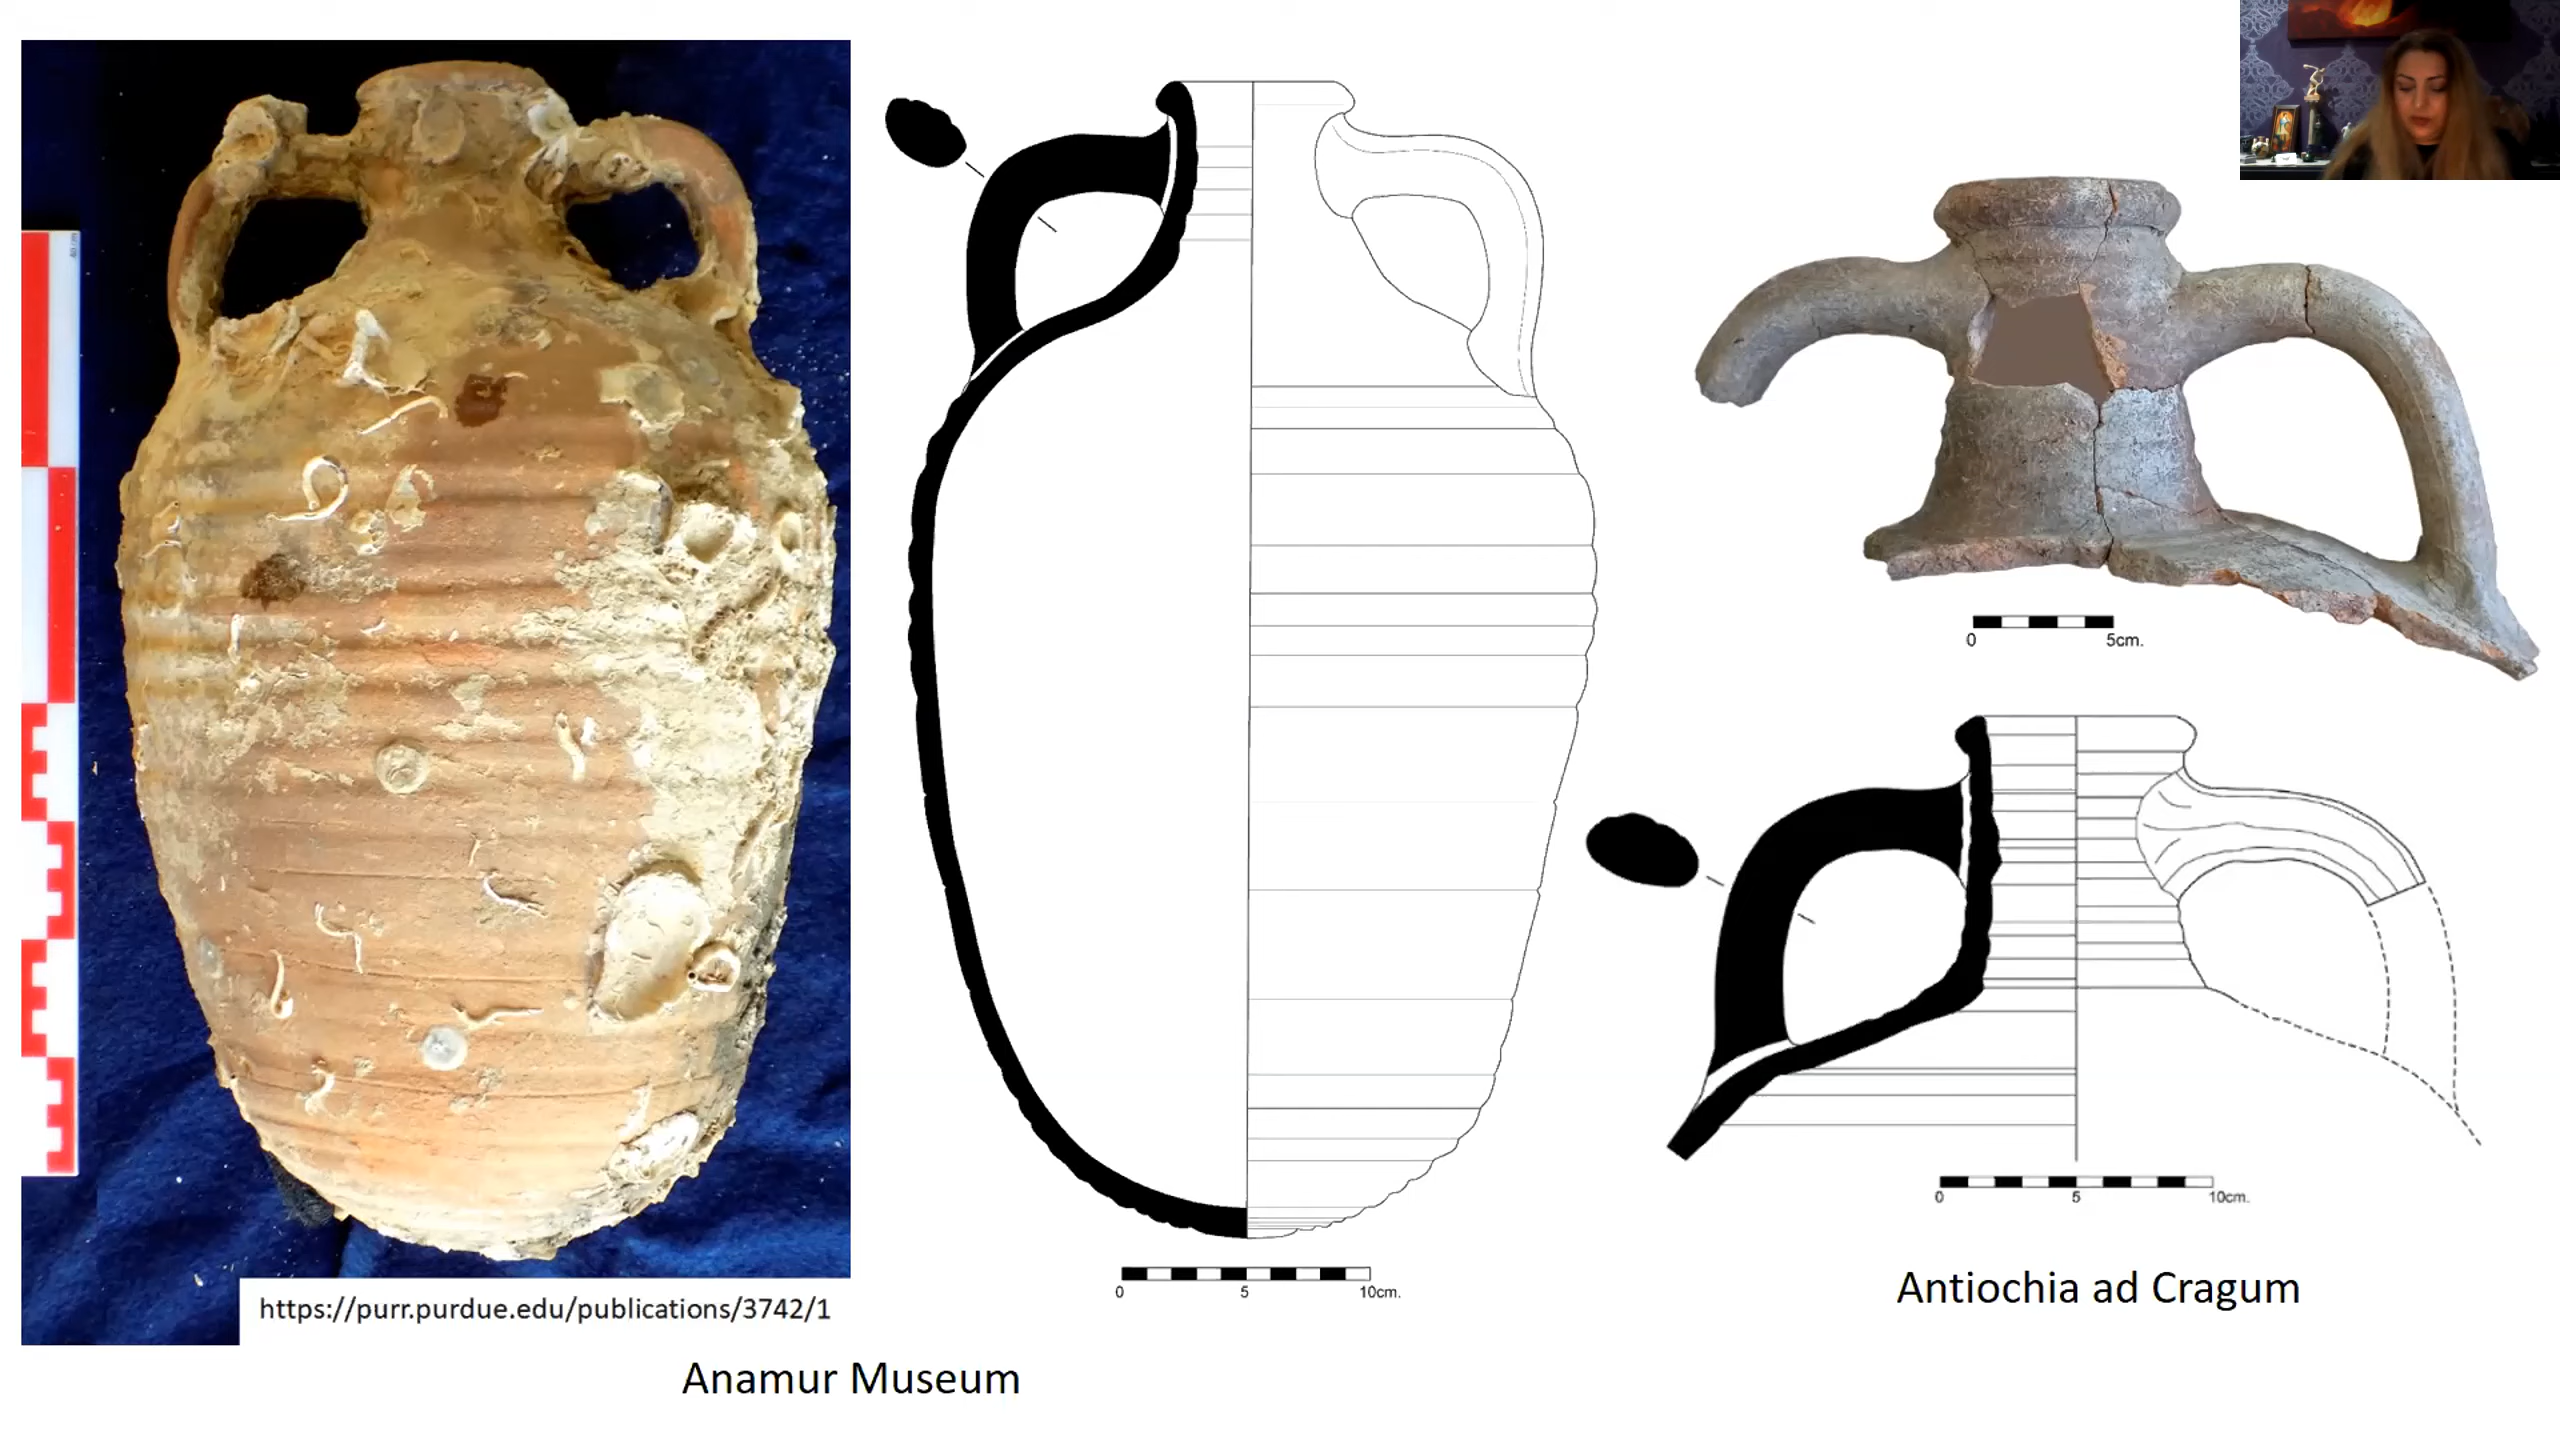 https://purr.purdue.edu/publications/3742/1
Anamur Museum
0 5 10cm.
0 5cm.
0 5 10cm.
Antiochia ad Cragum